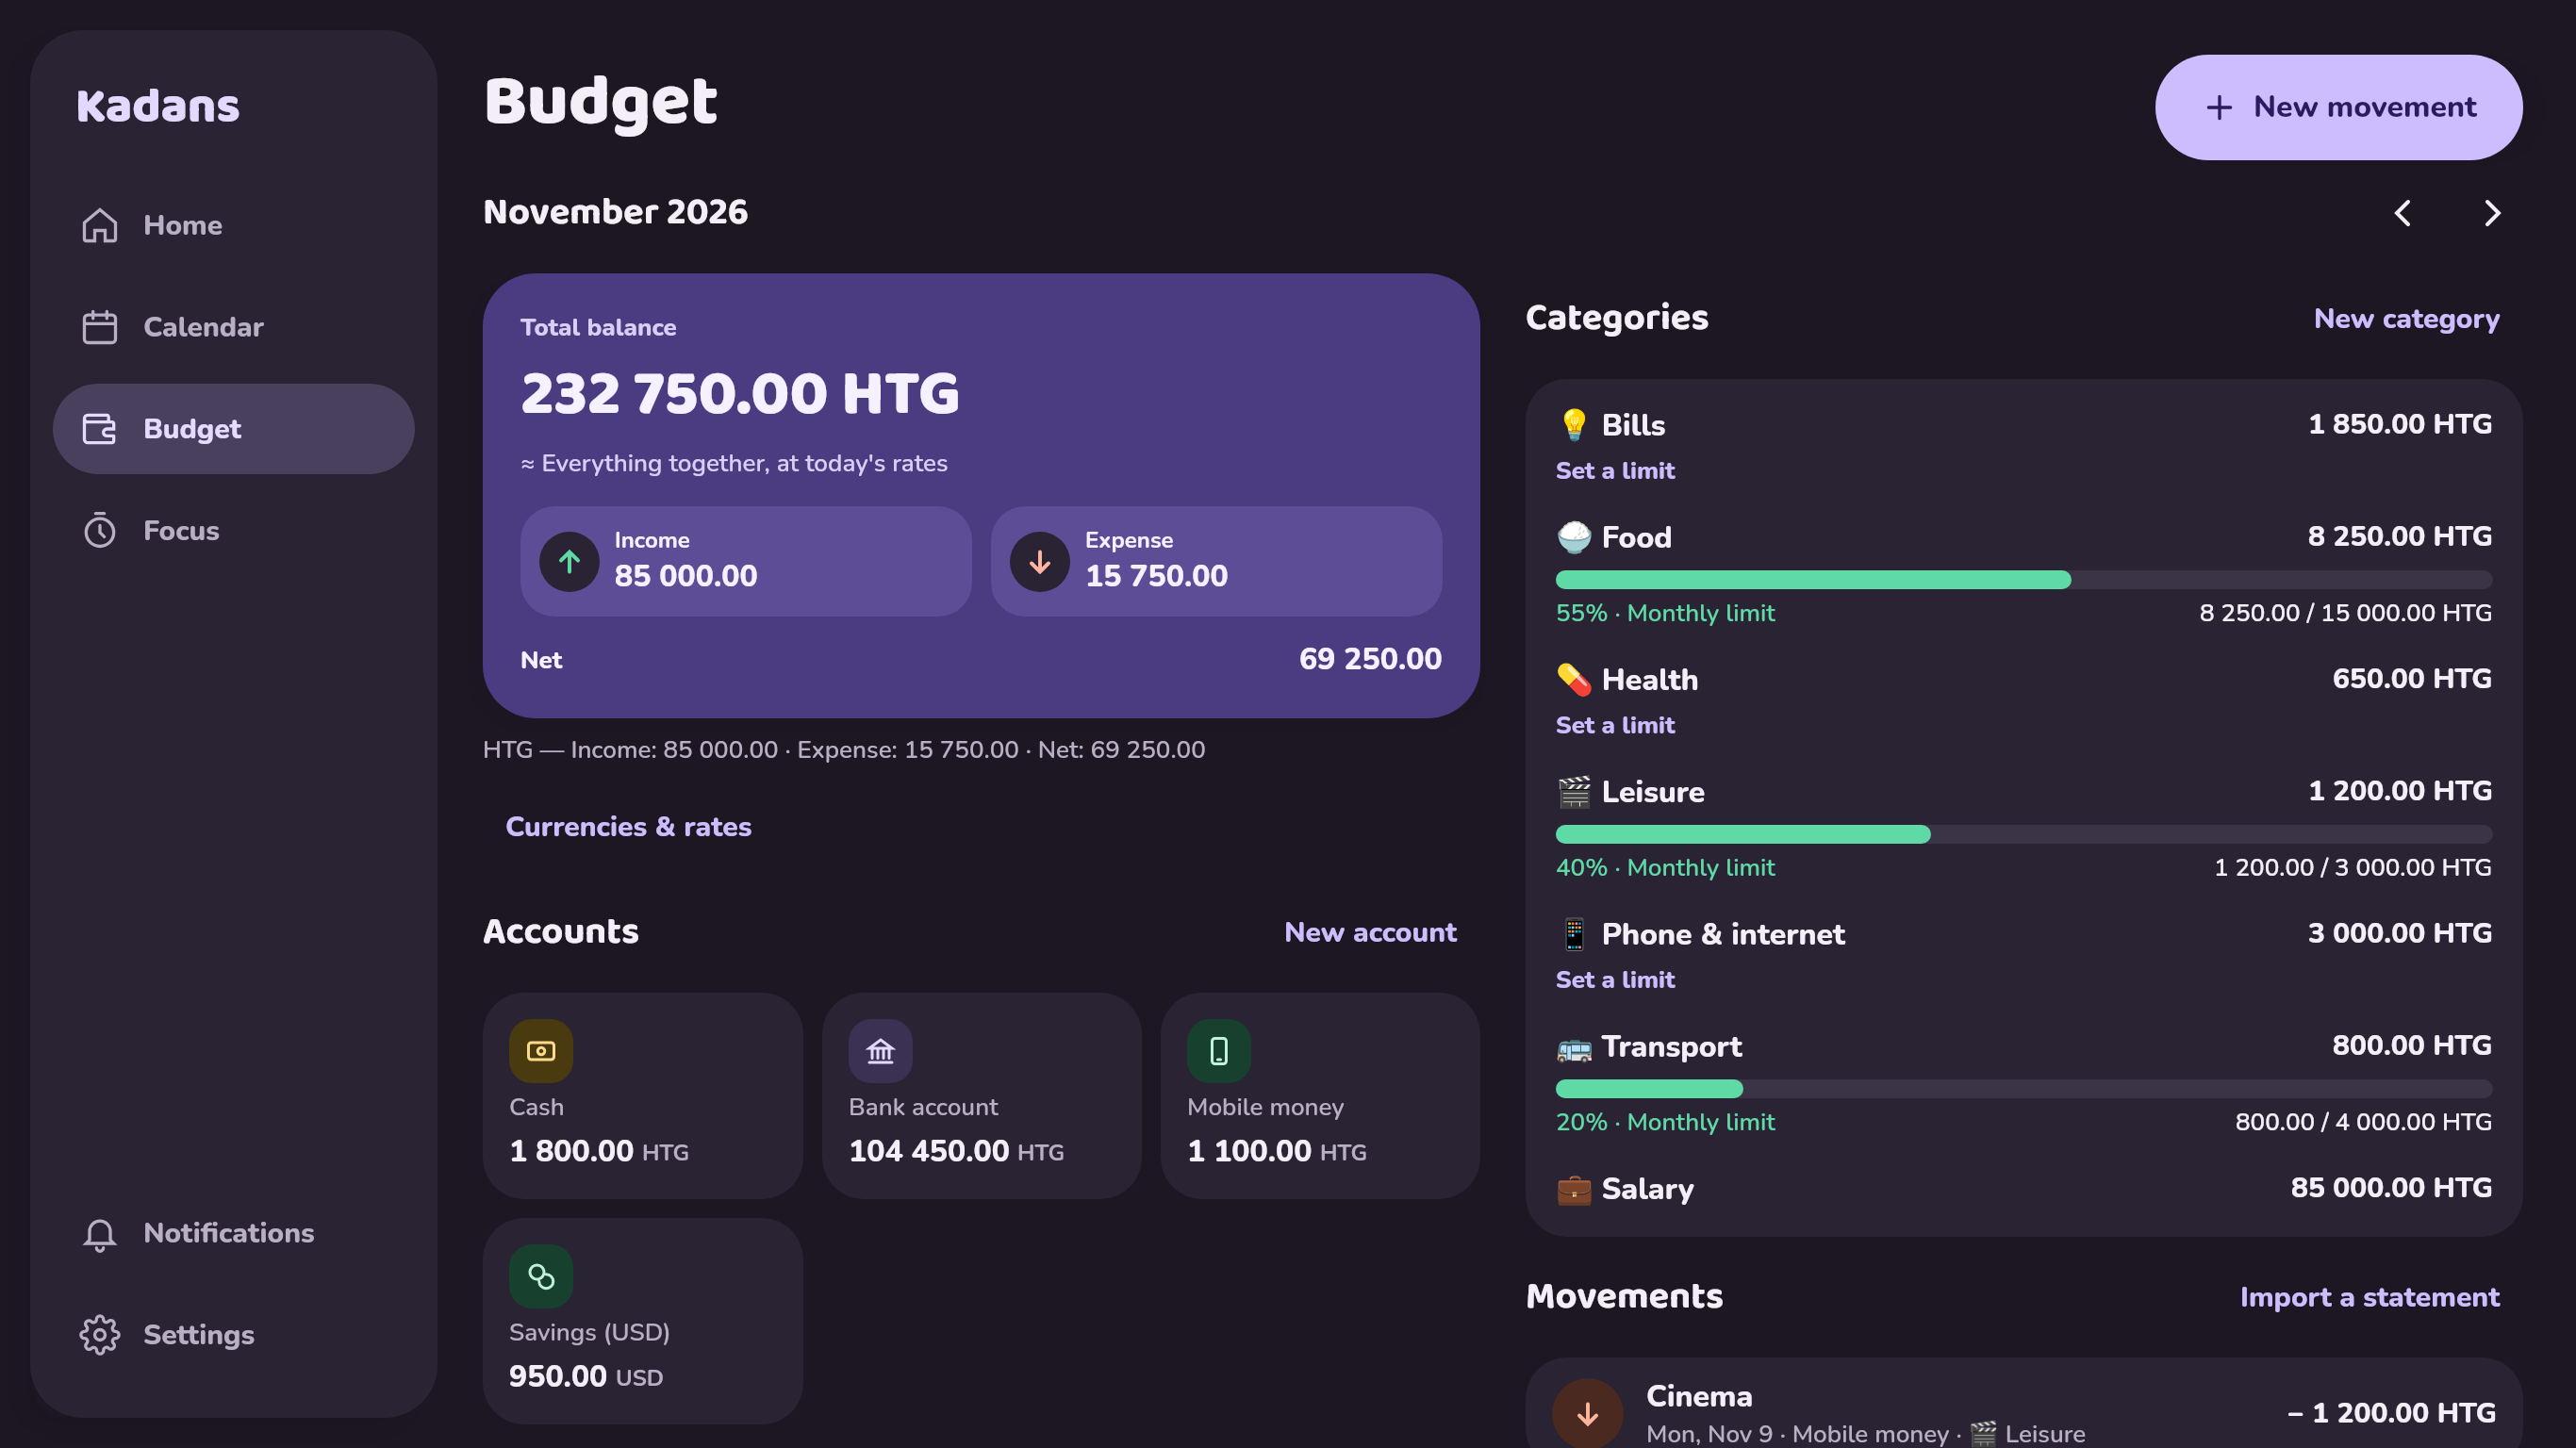 Kadans
Home
Calendar
Budget
Focus
Notifications
Settings
Budget
New movement
November 2026
Total balance
232 750.00 HTG
≈ Everything together, at today's rates
Income
85 000.00
Expense
15 750.00
Net
69 250.00
HTG — Income: 85 000.00 · Expense: 15 750.00 · Net: 69 250.00
Currencies & rates
Accounts
New account
Cash
1 800.00 HTG
Bank account
104 450.00 HTG
Mobile money
1 100.00 HTG
Savings (USD)
950.00 USD
Categories
New category
Bills
1 850.00 HTG
Set a limit
Food
8 250.00 HTG
55% · Monthly limit
8 250.00 / 15 000.00 HTG
Health
650.00 HTG
Set a limit
Leisure
1 200.00 HTG
40% · Monthly limit
1 200.00 / 3 000.00 HTG
Phone & internet
3 000.00 HTG
Set a limit
Transport
800.00 HTG
20% · Monthly limit
800.00 / 4 000.00 HTG
Salary
85 000.00 HTG
Movements
Import a statement
Cinema
− 1 200.00 HTG
Mon, Nov 9 · Mobile money · 🎬 Leisure